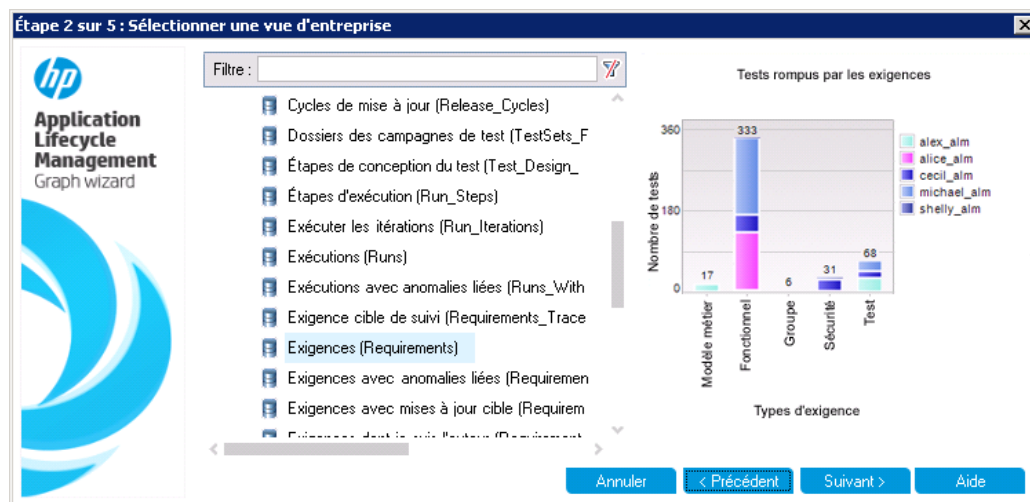 Étape 2 sur 5 : Sélectionner une vue d'entreprise
hp
Application
Lifecycle
Management
Graph wizard
Filtre :
Cycles de mise à jour (Release_Cycles)
Dossiers des campagnes de test (TestSets_F
Étapes de conception du test (Test_Design_
Étapes d'exécution (Run_Steps)
Exécuter les itérations (Run_Iterations)
Exécutions (Runs)
Exécutions avec anomalies liées (Runs_With
Exigence cible de suivi (Requirements_Trace
Exigences (Requirements)
Exigences avec anomalies liées (Requiremen
Exigences avec mises à jour cible (Requirem
Tests rompus par les exigences
Nombre de tests
360
180
0
17
333
6
31
68
Modèle métier
Fonctionnel
Groupe
Sécurité
Test
Types d'exigence
alex_alm
alice_alm
cecil_alm
michael_alm
shelly_alm
Annuler
< Précédent
Suivant >
Aide